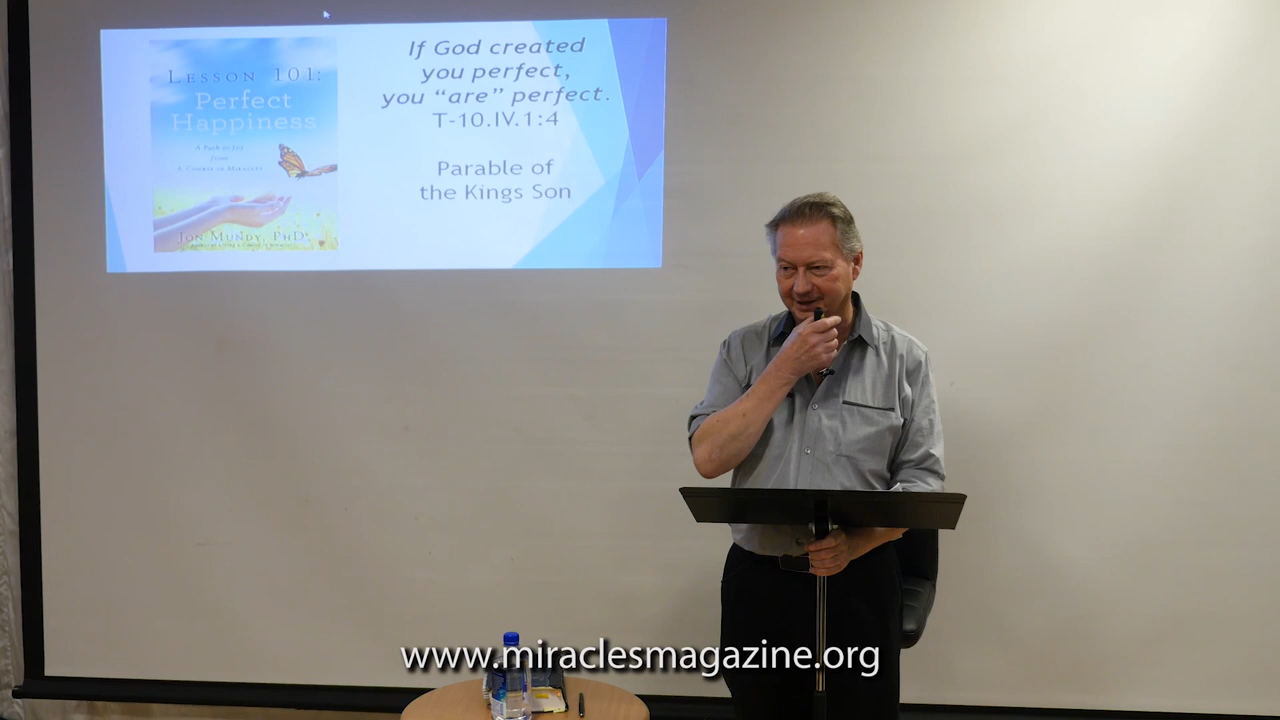 LESSON 101:
Perfect
Happiness
A Path to Joy
from
A COURSE IN MIRACLES
JON MUNDY, PHD
If God created
you perfect,
you “are” perfect.
T-10.IV.1:4
Parable of
the Kings Son
www.miraclesmagazine.org